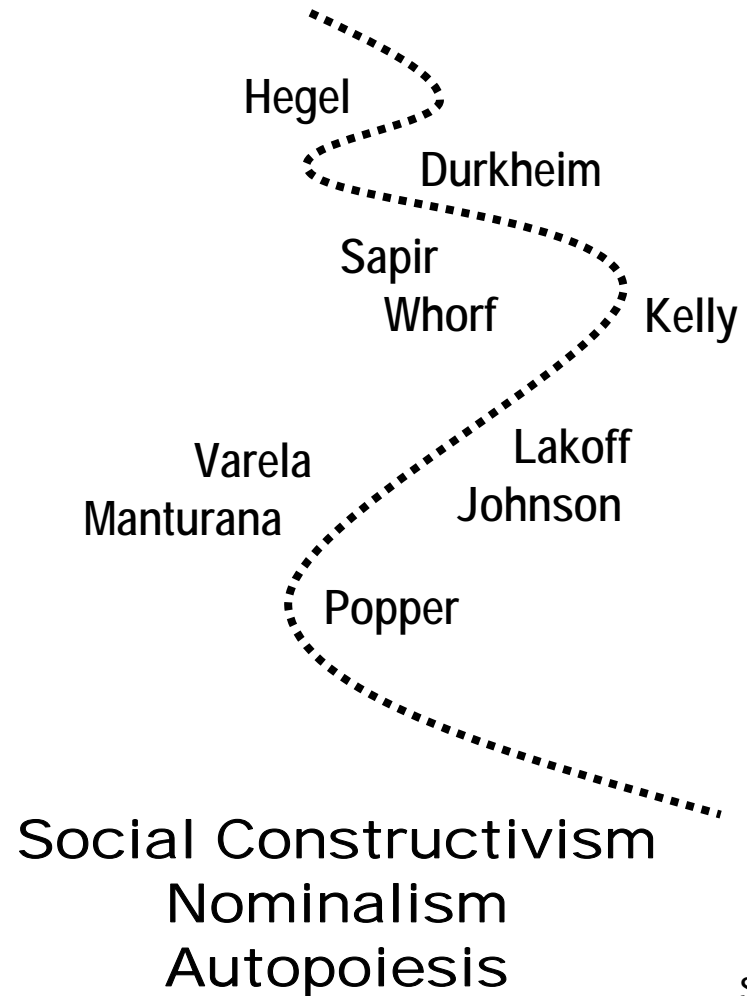 Hegel
Durkheim
Sapir
Whorf
Kelly
Lakoff
Varela
Johnson
Manturana
Popper
Social Constructivism
Nominalism
Autopoiesis